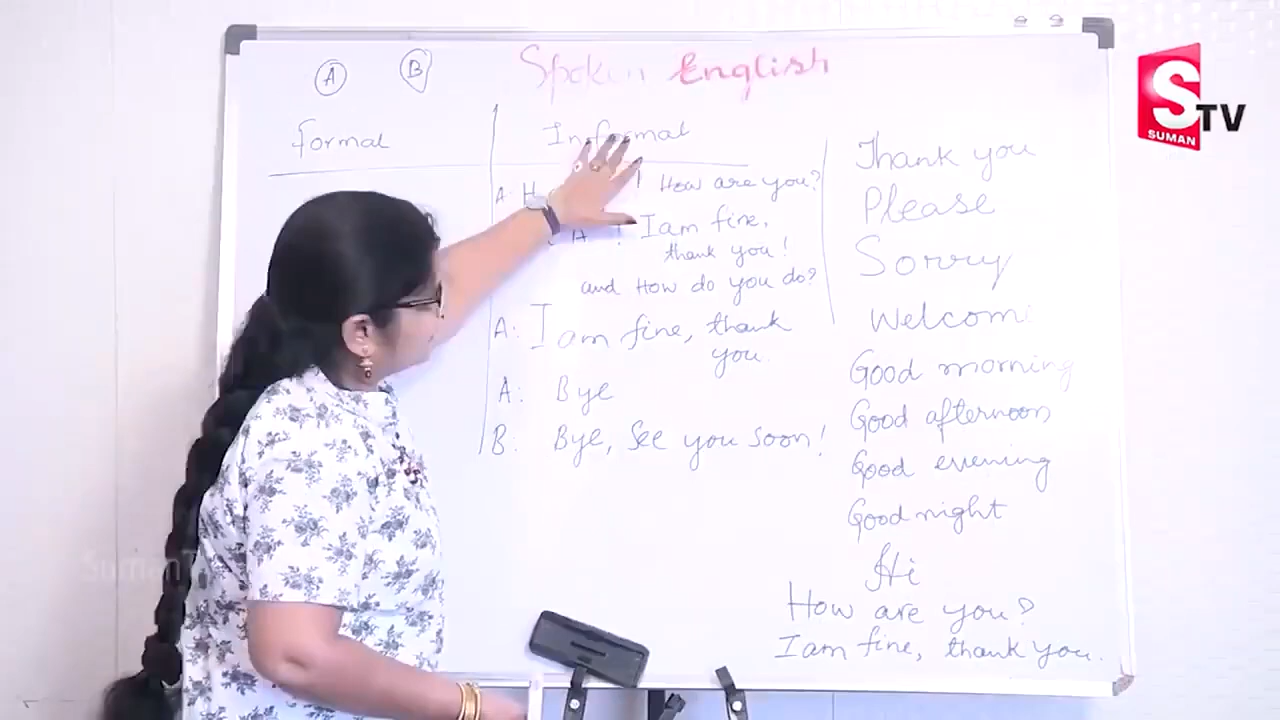 Spoken English
A B
formal
Informal
A: H How are you?
A ! I am fine,
thank you!
and How do you do?
A: I am fine, thank
you.
A: Bye
B: Bye, See you soon!
Thank you
Please
Sorry
Welcom
Good morning
Good afternoon
Good evening
Good night
Hi
How are you?
I am fine, thank you.
S
SUMAN
TV